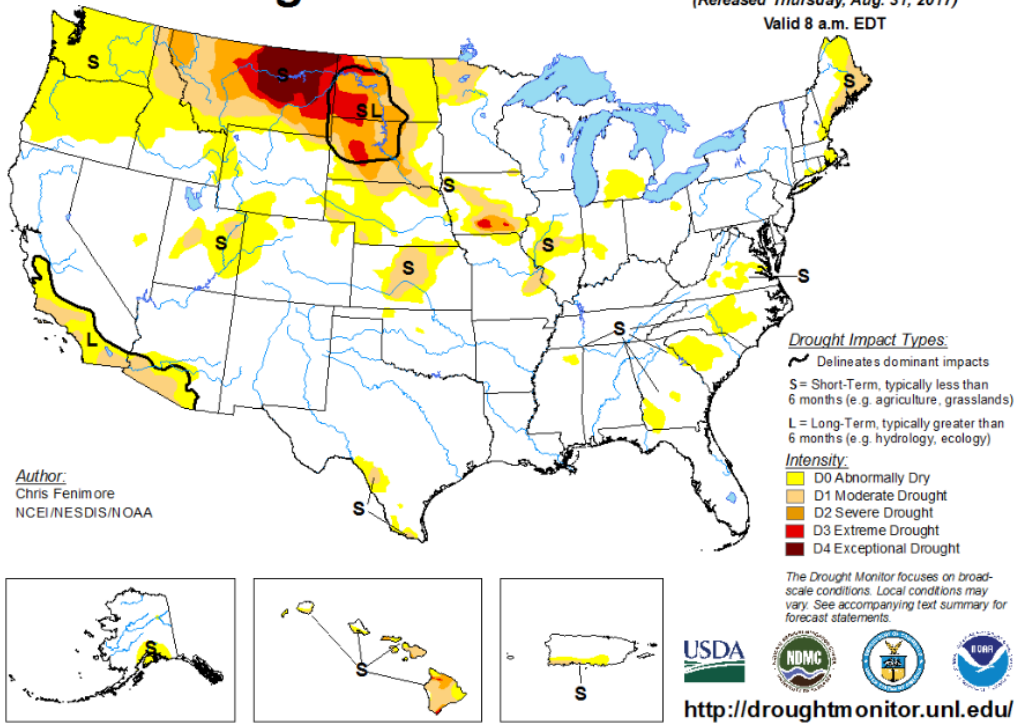 (Released Thursday, Aug. 31, 2017)
Valid 8 a.m. EDT
S
S
S L
S
S
S
S
S
S
S
L
S
Drought Impact Types:
Delineates dominant impacts
S = Short-Term, typically less than
6 months (e.g. agriculture, grasslands)
L = Long-Term, typically greater than
6 months (e.g. hydrology, ecology)
Intensity:
D0 Abnormally Dry
D1 Moderate Drought
D2 Severe Drought
D3 Extreme Drought
D4 Exceptional Drought
Author:
Chris Fenimore
NCEI/NESDIS/NOAA
The Drought Monitor focuses on broad-
scale conditions. Local conditions may
vary. See accompanying text summary for
forecast statements.
S
S
S
USDA
NDMC
NOAA
http://droughtmonitor.unl.edu/